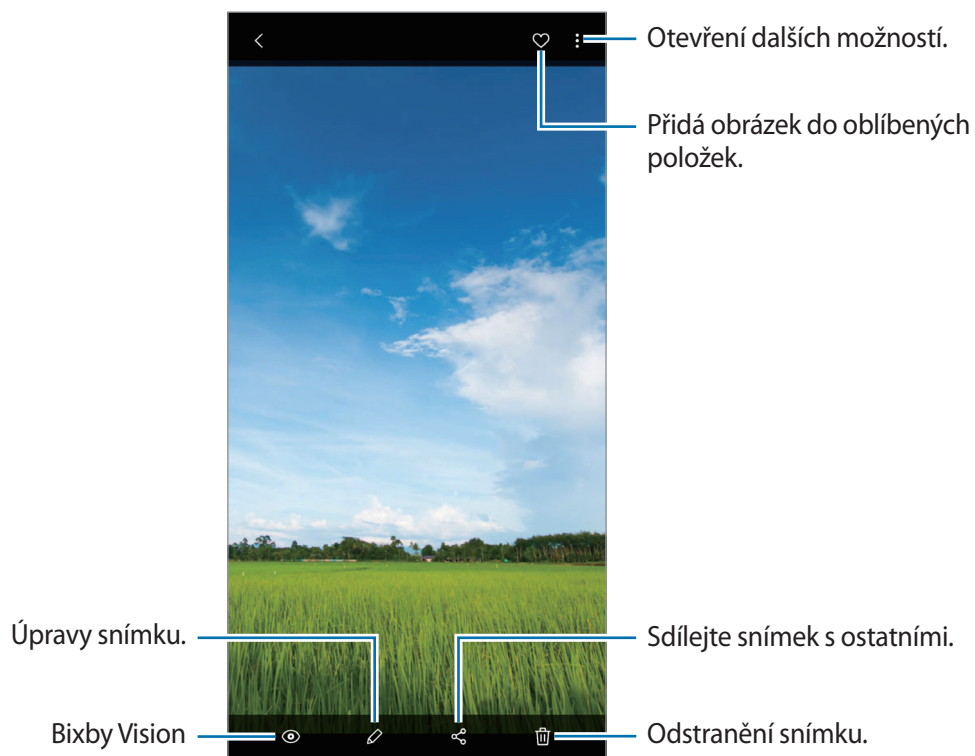 Otevření dalších možností.
Přidá obrázek do oblíbených
položek.
Úpravy snímku.
Sdílejte snímek s ostatními.
Bixby Vision
Odstranění snímku.